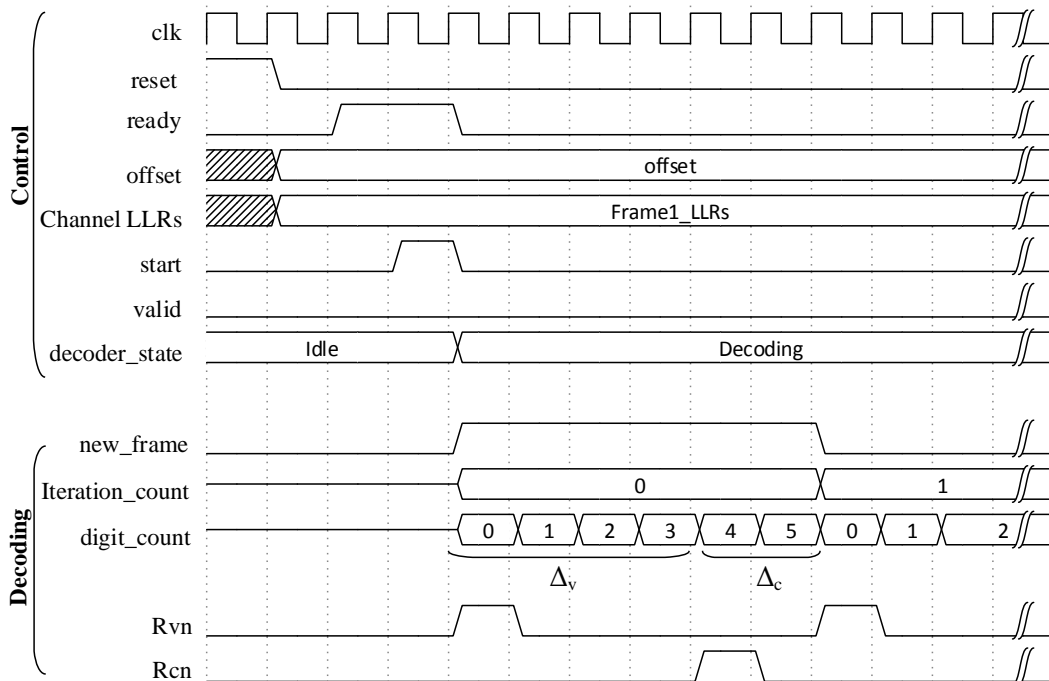 Control
clk
reset
ready
offset
offset
Channel LLRs
Frame1_LLRs
start
valid
decoder_state
Idle
Decoding
Decoding
new_frame
Iteration_count
0
1
digit_count
0 1 2 3 4 5 0 1 2
Δv Δc
Rvn
Rcn